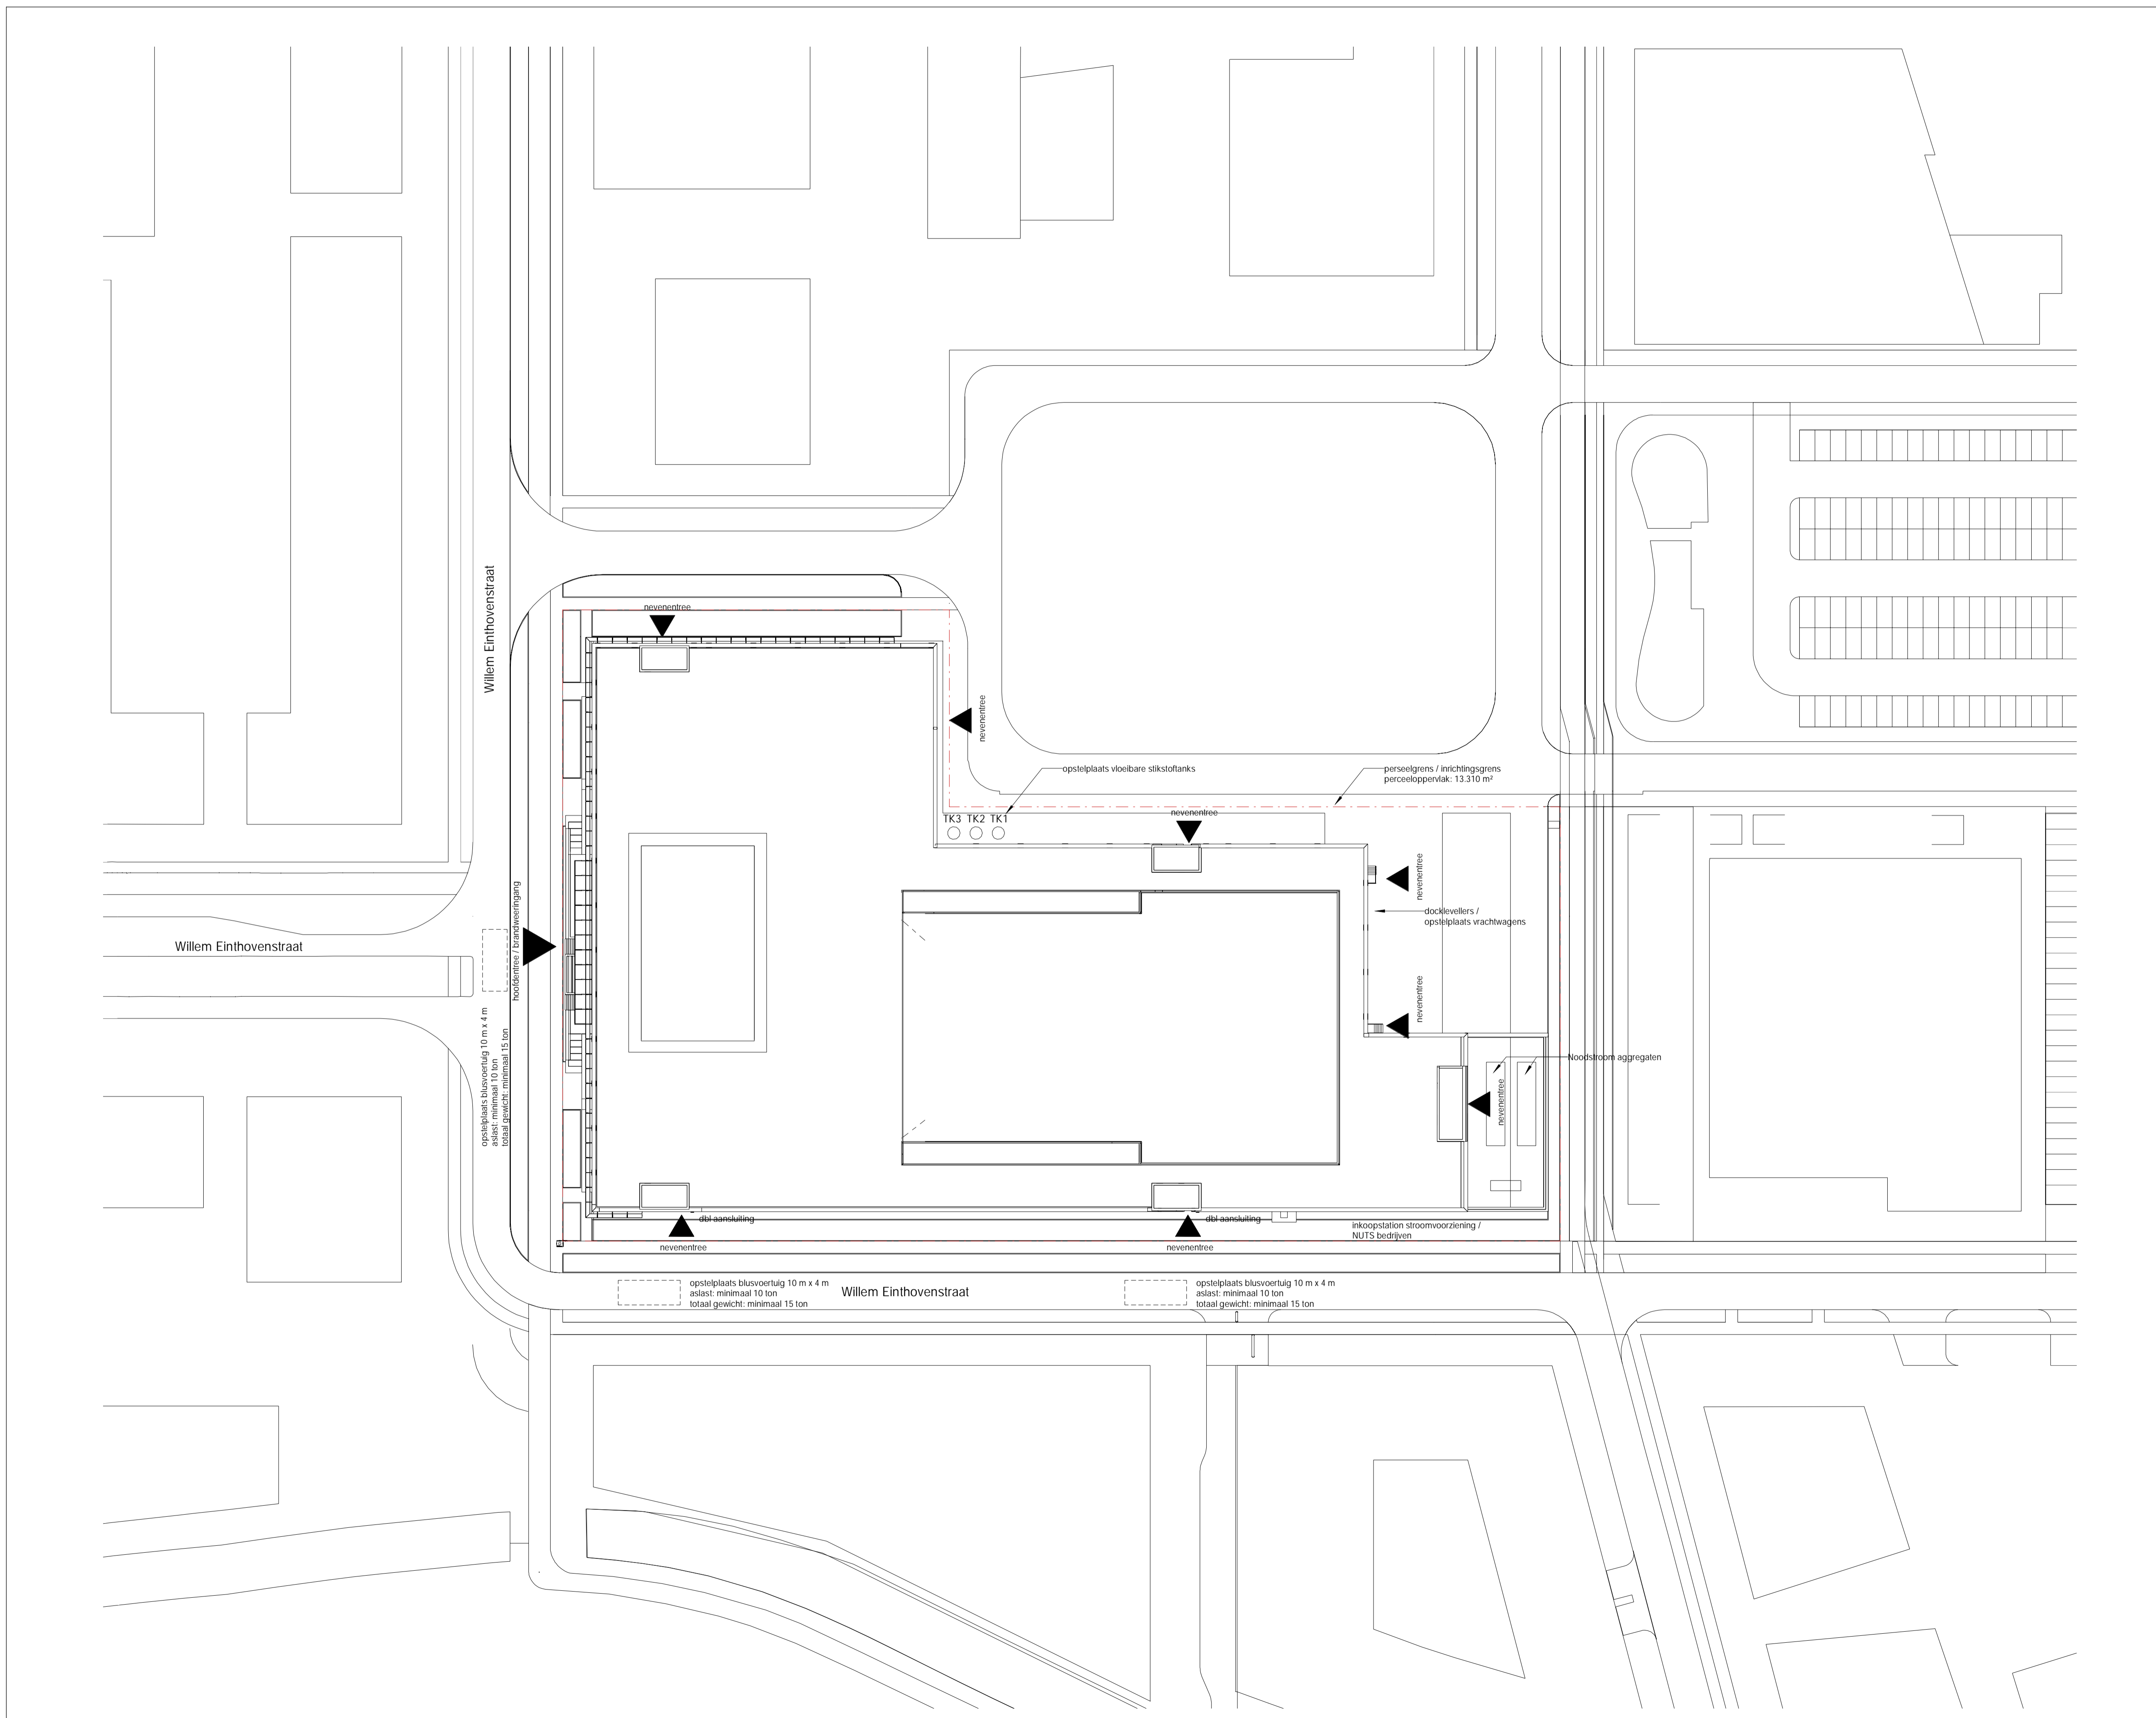 Willem Einthovenstraat
nevenentree
nevenentree
opstelplaats vloeibare stikstoftanks
perseelgrens / inrichtingsgrens
perceeloppervlak: 13.310 m²
TK3 TK2 TK1
nevenentree
nevenentree
docklevellers /
opstelplaats vrachtwagens
hoofdentree / brandweeringang
Willem Einthovenstraat
nevenentree
opstelplaats blusvoertuig 10 m x 4 m
aslast: minimaal 10 ton
totaal gewicht: minimaal 15 ton
Noodstroom aggregaten
nevenentree
dbl aansluiting
nevenentree
dbl aansluiting
nevenentree
inkoopstation stroomvoorziening /
NUTS bedrijven
opstelplaats blusvoertuig 10 m x 4 m
aslast: minimaal 10 ton
totaal gewicht: minimaal 15 ton
Willem Einthovenstraat
opstelplaats blusvoertuig 10 m x 4 m
aslast: minimaal 10 ton
totaal gewicht: minimaal 15 ton